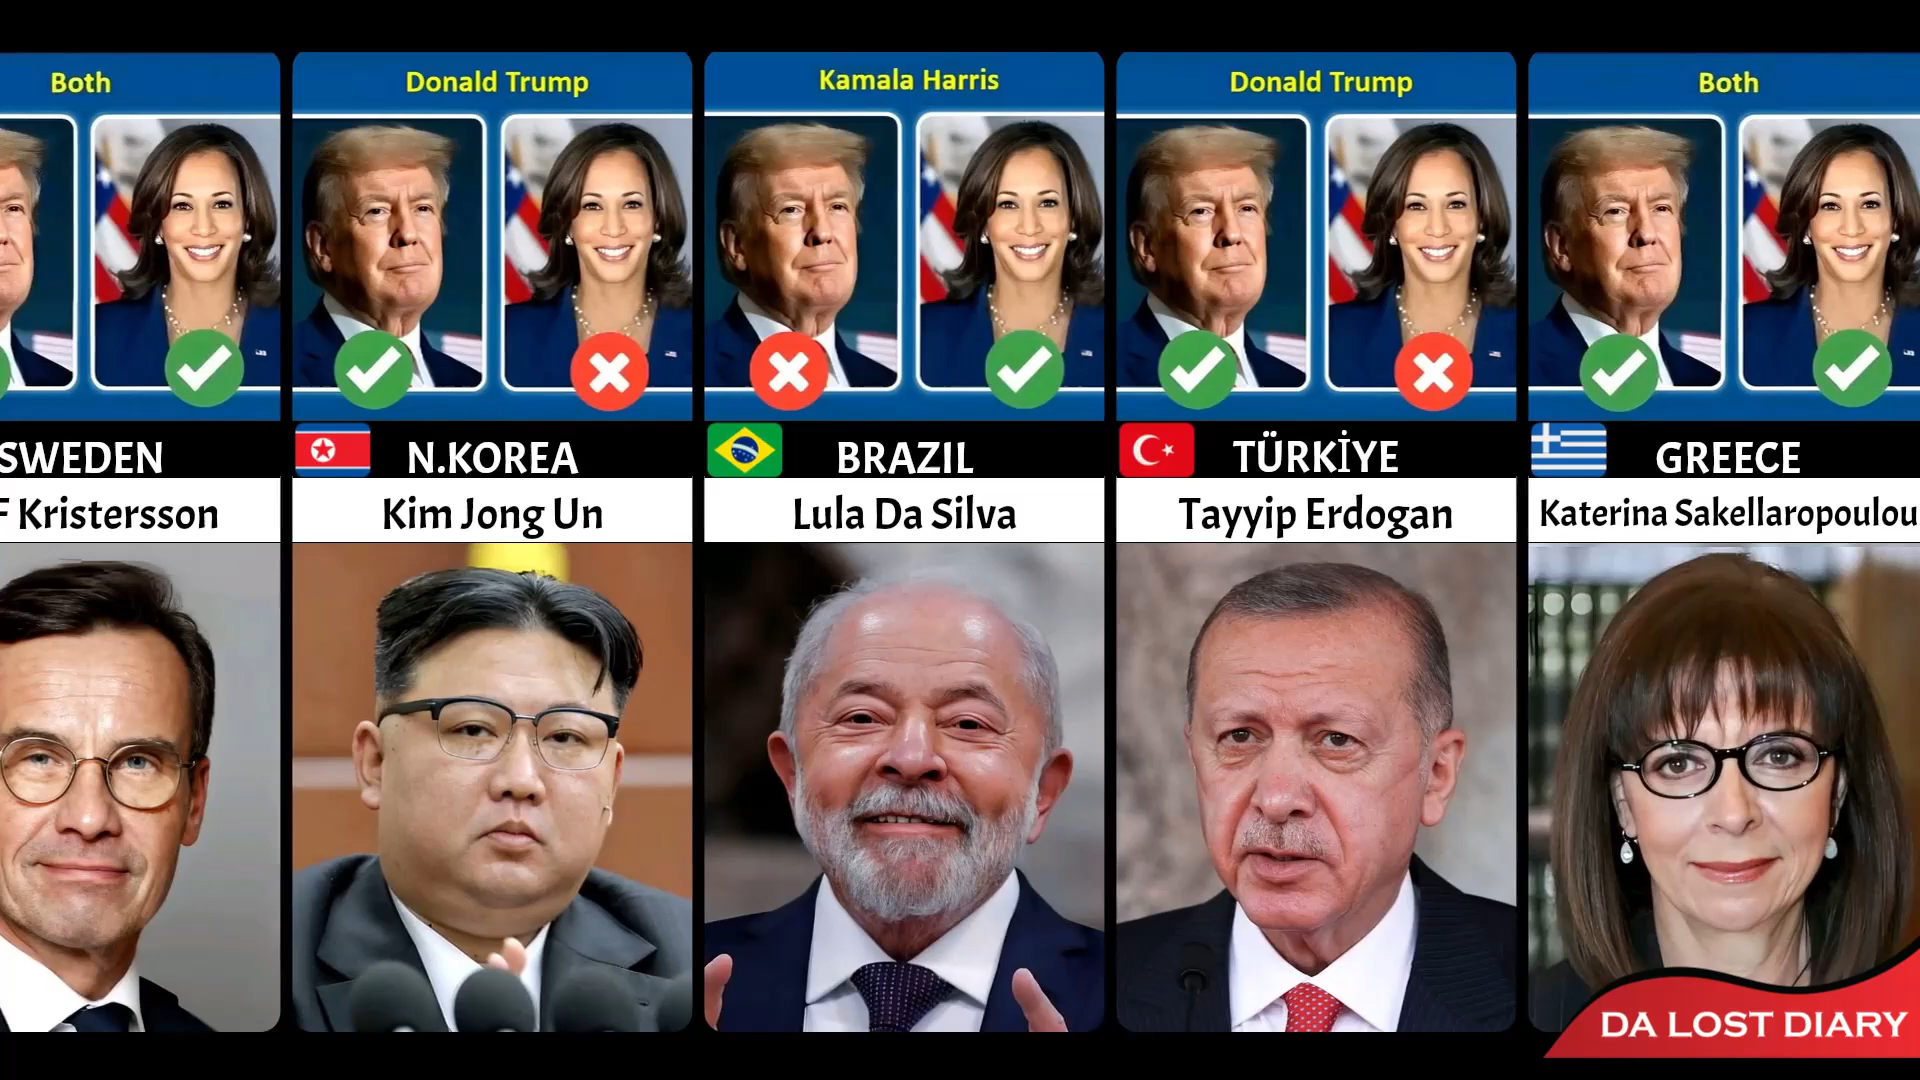 Both
Donald Trump
Kamala Harris
Donald Trump
Both
SWEDEN
N.KOREA
BRAZIL
TÜRKİYE
GREECE
F Kristersson
Kim Jong Un
Lula Da Silva
Tayyip Erdogan
Katerina Sakellaropoulou
DA LOST DIARY